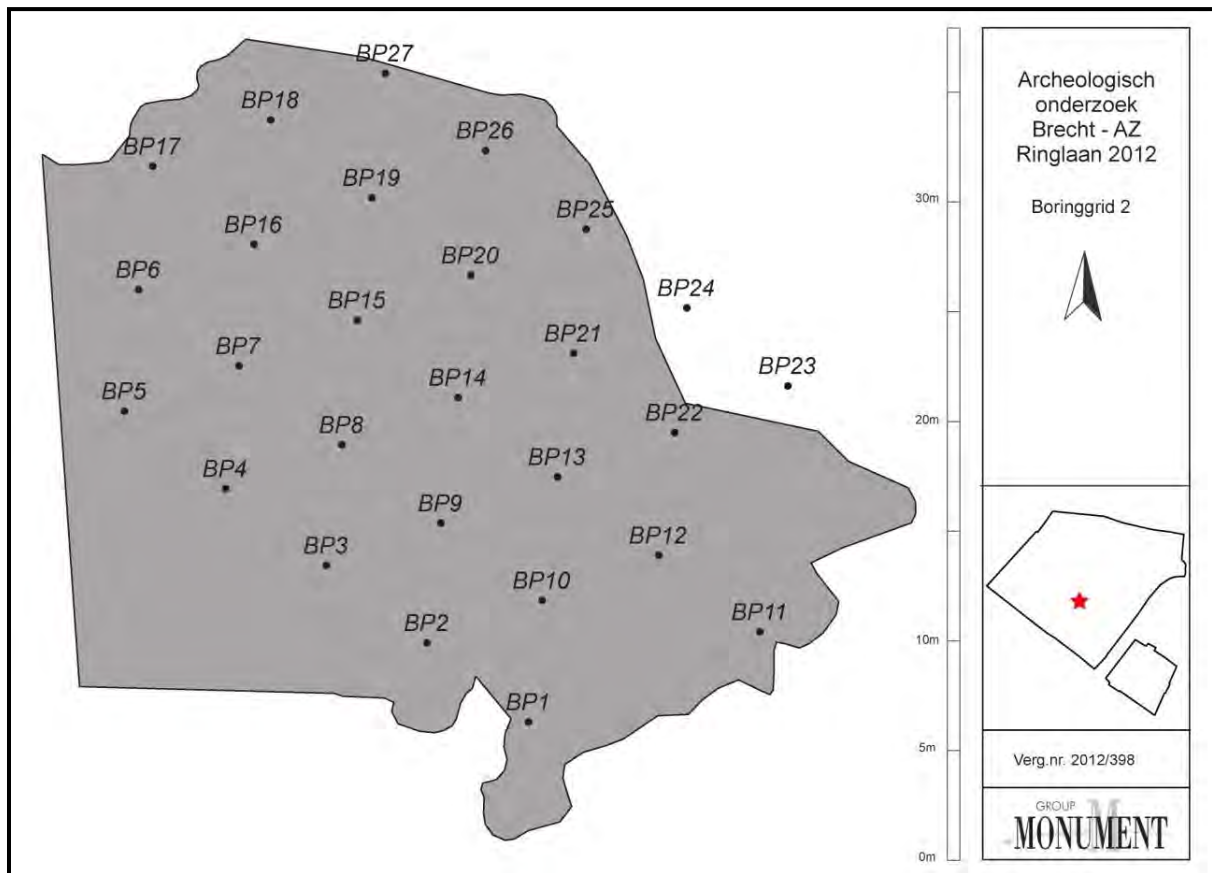 BP27
BP18
BP26
BP17
BP19
BP25
BP16
BP20
BP6
BP24
BP15
BP7
BP21
BP23
BP14
BP5
BP22
BP8
BP13
BP4
BP9
BP12
BP3
BP10
BP11
BP2
BP1
30m
20m
10m
5m
0m
Archeologisch
onderzoek
Brecht - AZ
Ringlaan 2012
Boringgrid 2
Verg.nr. 2012/398
GROUP
M
MONUMENT